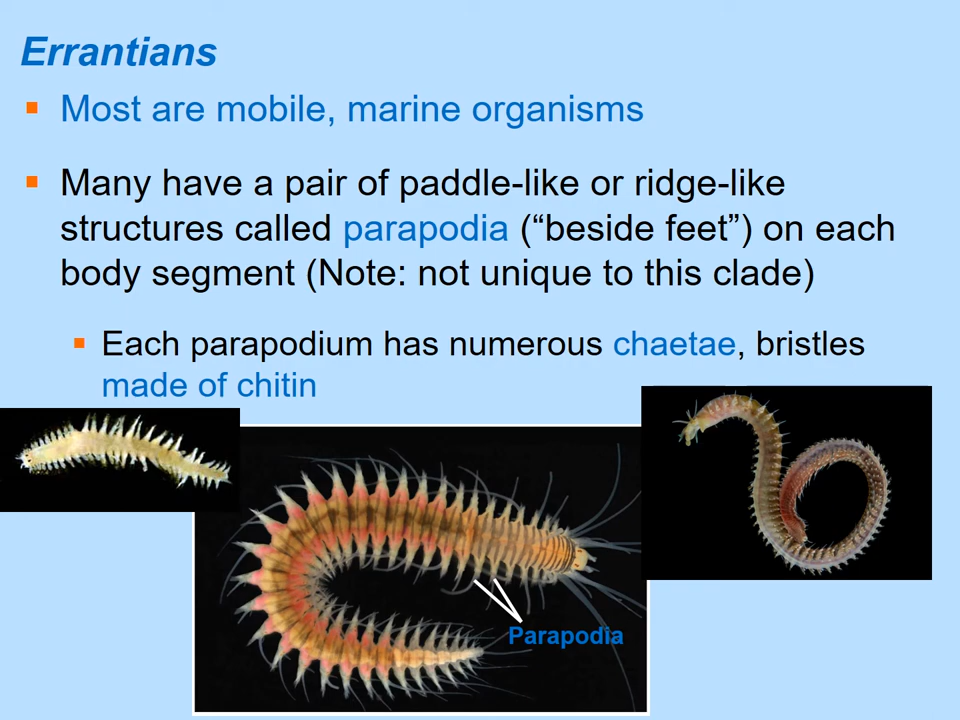 Errantians
▪ Most are mobile, marine organisms
▪ Many have a pair of paddle-like or ridge-like
structures called parapodia (“beside feet”) on each
body segment (Note: not unique to this clade)
▪ Each parapodium has numerous chaetae, bristles
made of chitin
Parapodia